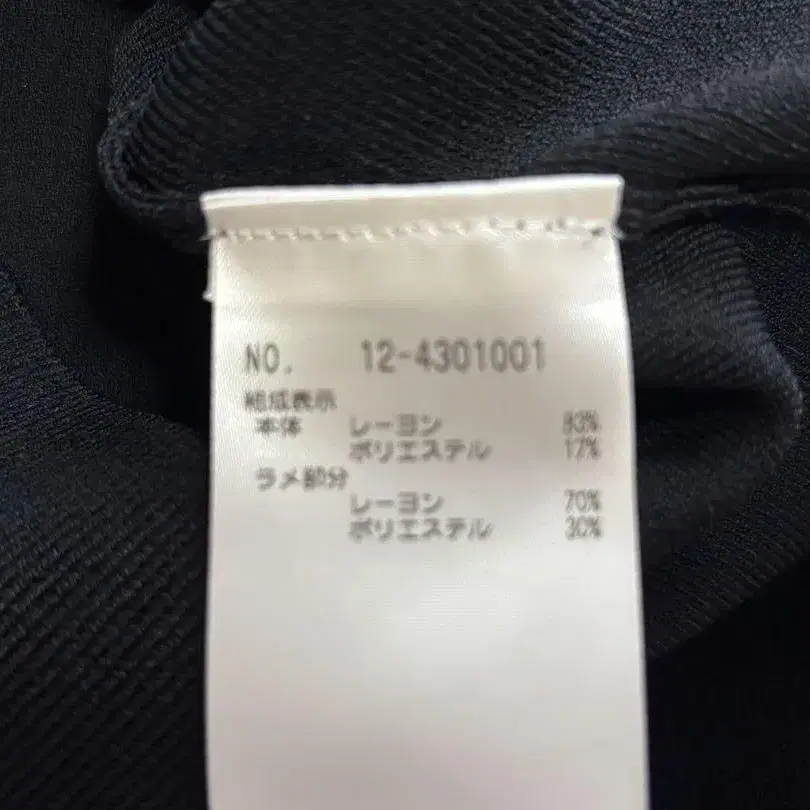 NO. 12-4301001
組成表示
本体 レーヨン 83%
ポリエステル 17%
ラメ部分
レーヨン 70%
ポリエステル 30%